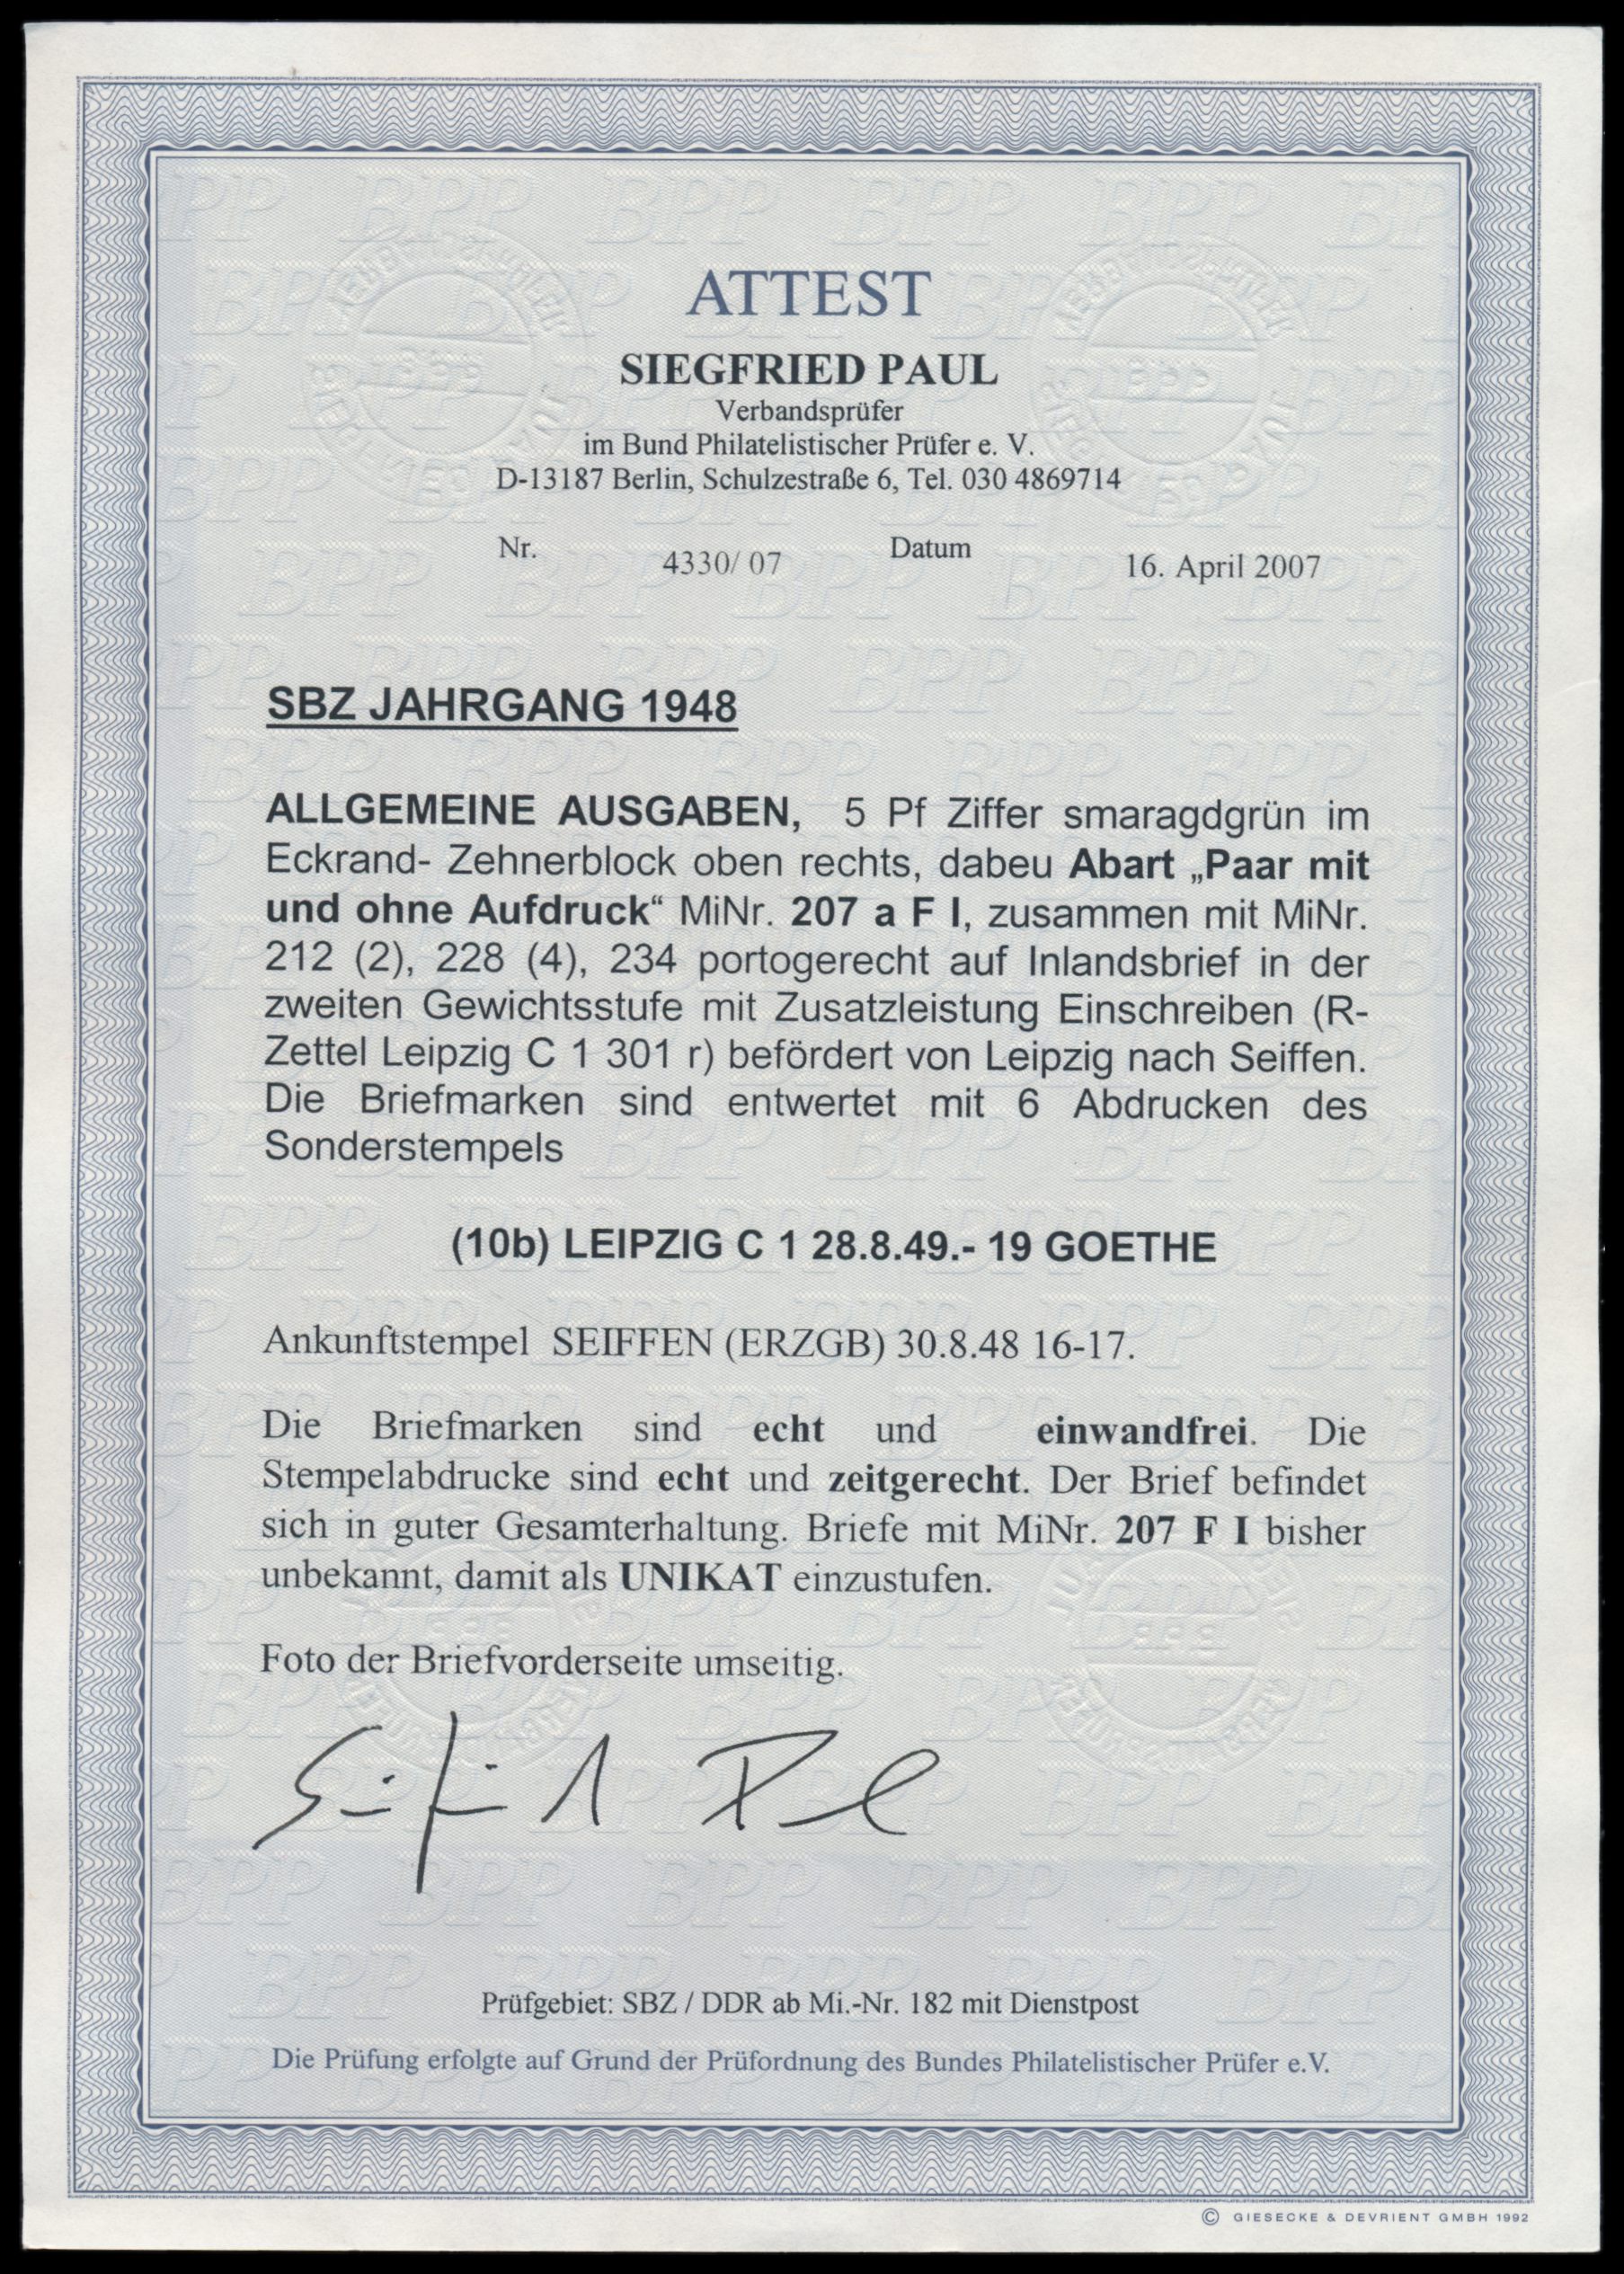 ATTEST
SIEGFRIED PAUL
Verbandsprüfer
im Bund Philatelistischer Prüfer e. V.
D-13187 Berlin, Schulzestraße 6, Tel. 030 4869714
Nr. 4330/ 07 Datum 16. April 2007
SBZ JAHRGANG 1948
ALLGEMEINE AUSGABEN, 5 Pf Ziffer smaragdgrün im
Eckrand- Zehnerblock oben rechts, dabeu Abart „Paar mit
und ohne Aufdruck“ MiNr. 207 a F I, zusammen mit MiNr.
212 (2), 228 (4), 234 portogerecht auf Inlandsbrief in der
zweiten Gewichtsstufe mit Zusatzleistung Einschreiben (R-
Zettel Leipzig C 1 301 r) befördert von Leipzig nach Seiffen.
Die Briefmarken sind entwertet mit 6 Abdrucken des
Sonderstempels
(10b) LEIPZIG C 1 28.8.49.- 19 GOETHE
Ankunftstempel SEIFFEN (ERZGB) 30.8.48 16-17.
Die Briefmarken sind echt und einwandfrei. Die
Stempelabdrucke sind echt und zeitgerecht. Der Brief befindet
sich in guter Gesamterhaltung. Briefe mit MiNr. 207 F I bisher
unbekannt, damit als UNIKAT einzustufen.
Foto der Briefvorderseite umseitig.
Prüfgebiet: SBZ / DDR ab Mi.-Nr. 182 mit Dienstpost
Die Prüfung erfolgte auf Grund der Prüfordnung des Bundes Philatelistischer Prüfer e.V.
© GIESECKE & DEVRIENT GMBH 1992